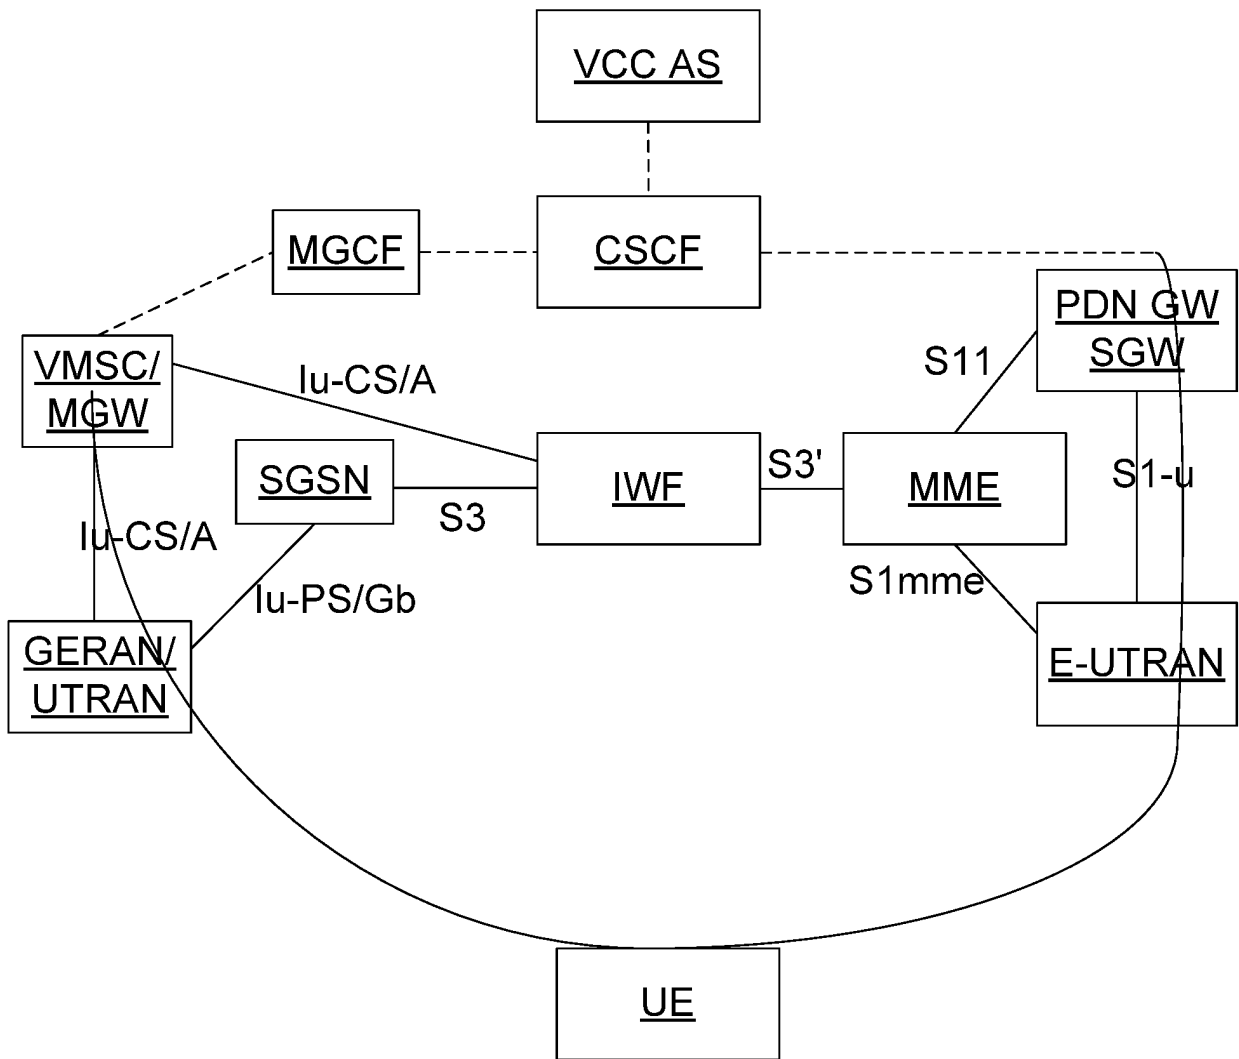 VCC AS
MGCF
CSCF
PDN GW
SGW
VMSC/
MGW
Iu-CS/A
S11
SGSN
S3
IWF
S3'
MME
S1-u
Iu-CS/A
Iu-PS/Gb
S1mme
GERAN/
UTRAN
E-UTRAN
UE